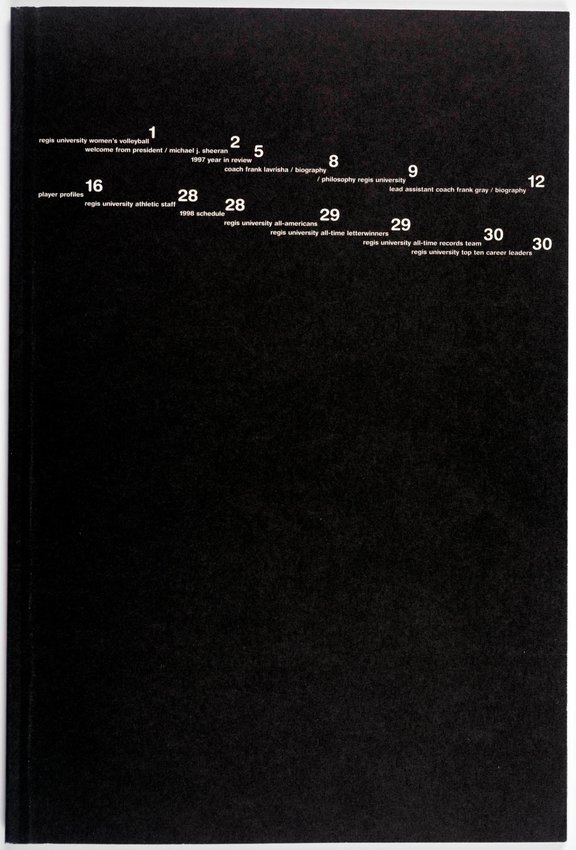 regis university women's volleyball 1
welcome from president / michael j. sheeran 2
1997 year in review 5
coach frank lavrisha / biography 8
/ philosophy regis university 9
lead assistant coach frank gray / biography 12
player profiles 16
regis university athletic staff 28
1998 schedule 28
regis university all-americans 29
regis university all-time letterwinners 29
regis university all-time records team 30
regis university top ten career leaders 30